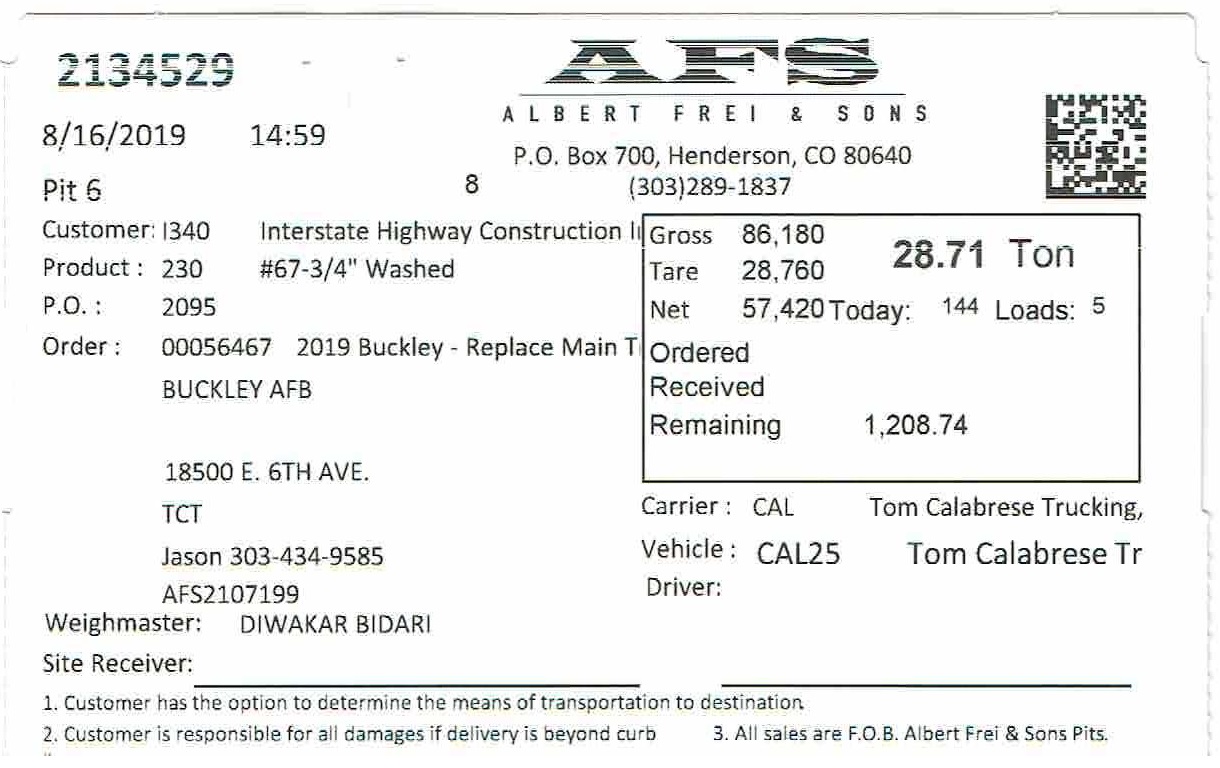 2134529
AFS
ALBERT FREI & SONS
8/16/2019 14:59
P.O. Box 700, Henderson, CO 80640
Pit 6 8 (303)289-1837
Customer: I340 Interstate Highway Construction
Product : 230 #67-3/4" Washed
P.O. : 2095
Order : 00056467 2019 Buckley - Replace Main T
BUCKLEY AFB
18500 E. 6TH AVE.
TCT
Jason 303-434-9585
AFS2107199
Gross 86,180 28.71 Ton
Tare 28,760
Net 57,420 Today: 144 Loads: 5
Ordered
Received
Remaining 1,208.74
Carrier : CAL Tom Calabrese Trucking,
Vehicle : CAL25 Tom Calabrese Tr
Driver:
Weighmaster: DIWAKAR BIDARI
Site Receiver:
1. Customer has the option to determine the means of transportation to destination
2. Customer is responsible for all damages if delivery is beyond curb 3. All sales are F.O.B. Albert Frei & Sons Pits.